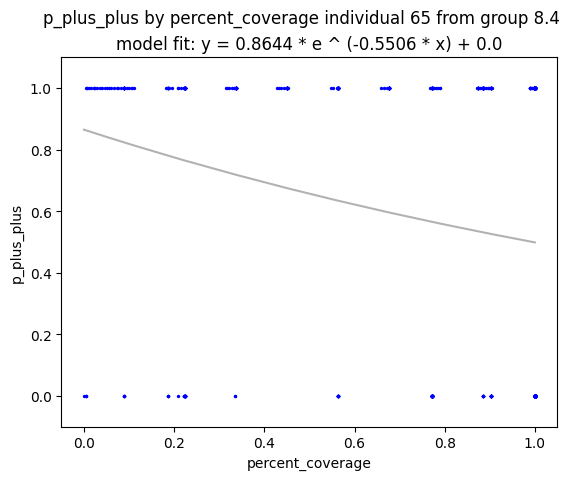 p_plus_plus by percent_coverage individual 65 from group 8.4
model fit: y = 0.8644 * e ^ (-0.5506 * x) + 0.0
1.0
0.8
0.6
0.4
0.2
0.0
p_plus_plus
0.0 0.2 0.4 0.6 0.8 1.0
percent_coverage